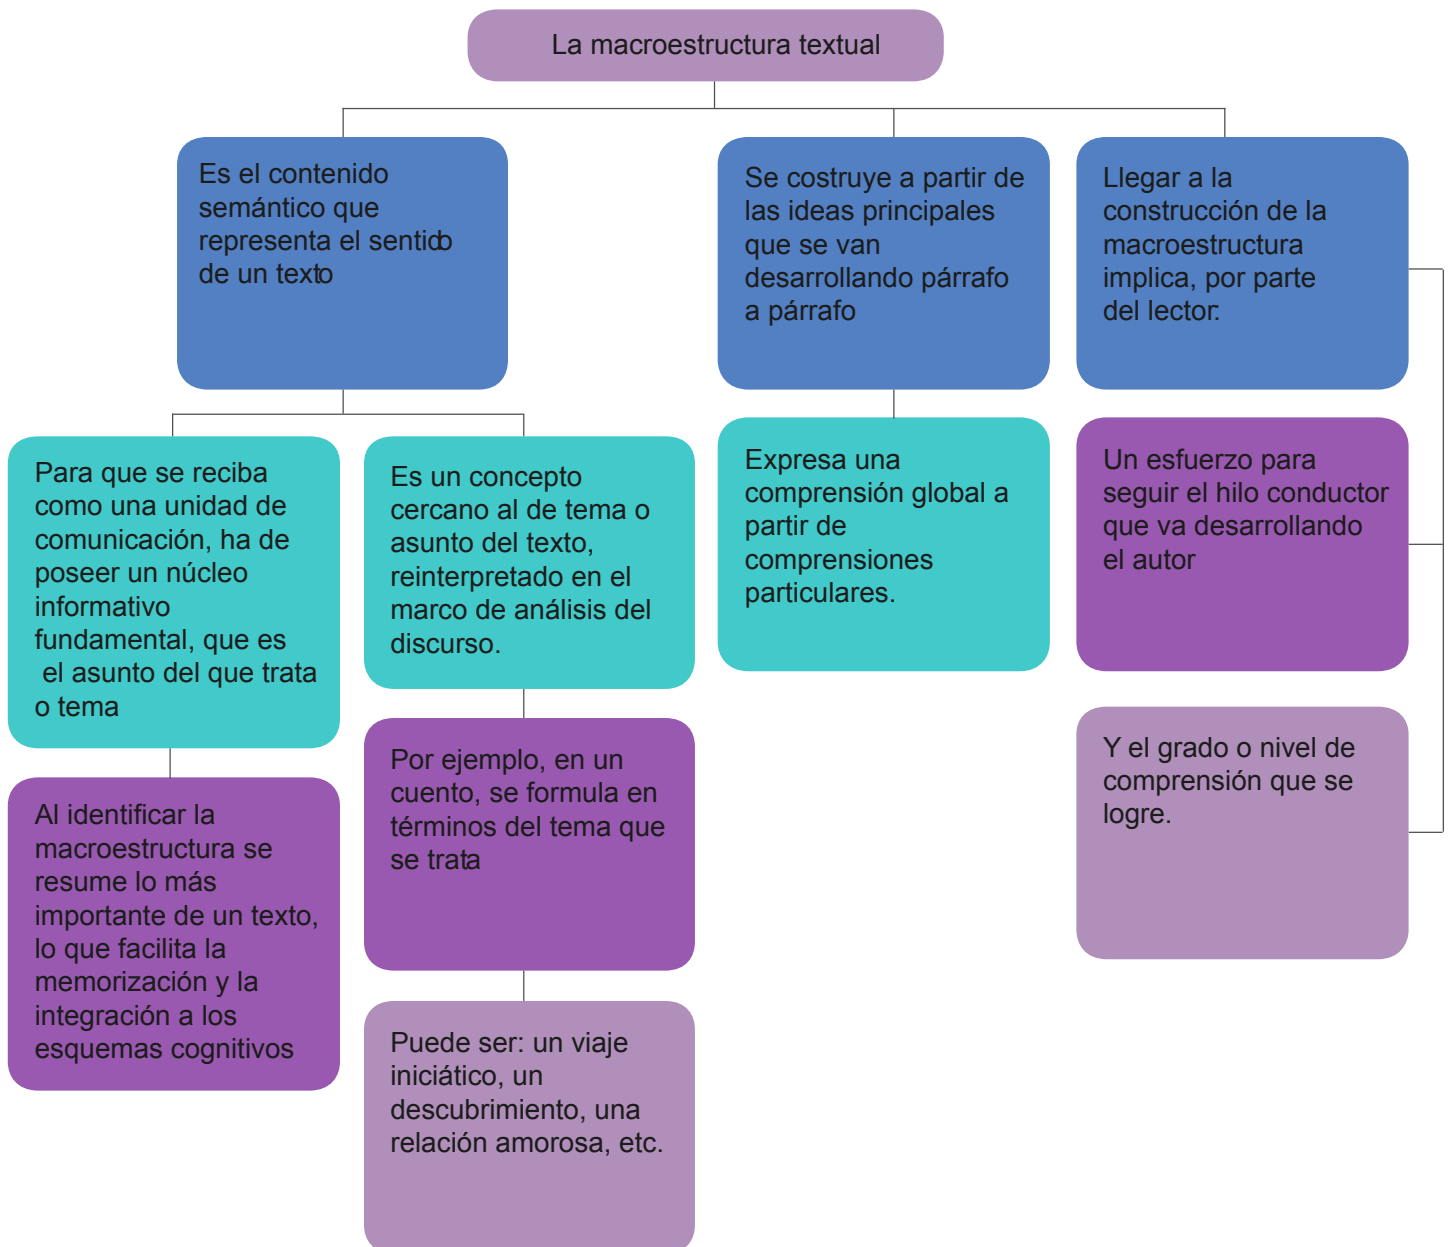 La macroestructura textual
Es el contenido
semántico que
representa el sentido
de un texto
Se costruye a partir de
las ideas principales
que se van
desarrollando párrafo
a párrafo
Llegar a la
construcción de la
macroestructura
implica, por parte
del lector:
Para que se reciba
como una unidad de
comunicación, ha de
poseer un núcleo
informativo
fundamental, que es
el asunto del que trata
o tema
Es un concepto
cercano al de tema o
asunto del texto,
reinterpretado en el
marco de análisis del
discurso.
Expresa una
comprensión global a
partir de
comprensiones
particulares.
Un esfuerzo para
seguir el hilo conductor
que va desarrollando
el autor
Al identificar la
macroestructura se
resume lo más
importante de un texto,
lo que facilita la
memorización y la
integración a los
esquemas cognitivos
Por ejemplo, en un
cuento, se formula en
términos del tema que
se trata
Y el grado o nivel de
comprensión que se
logre.
Puede ser: un viaje
iniciático, un
descubrimiento, una
relación amorosa, etc.